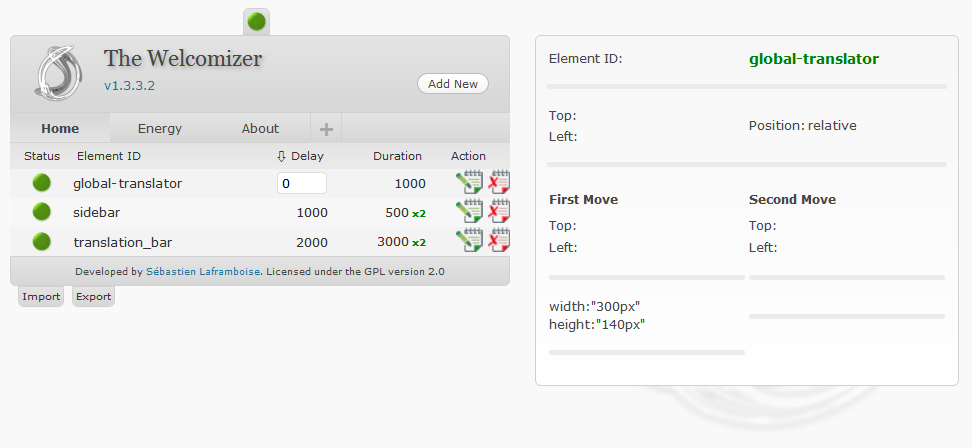 The Welcomizer
v1.3.3.2
Add New
Home Energy About +
Status Element ID ⇩ Delay Duration Action
global-translator 0 1000
sidebar 1000 500 x2
translation_bar 2000 3000 x2
Developed by Sébastien Laframboise. Licensed under the GPL version 2.0
Import Export
Element ID: global-translator
Top:
Left:
Position: relative
First Move Second Move
Top: Top:
Left: Left:
width:"300px"
height:"140px"